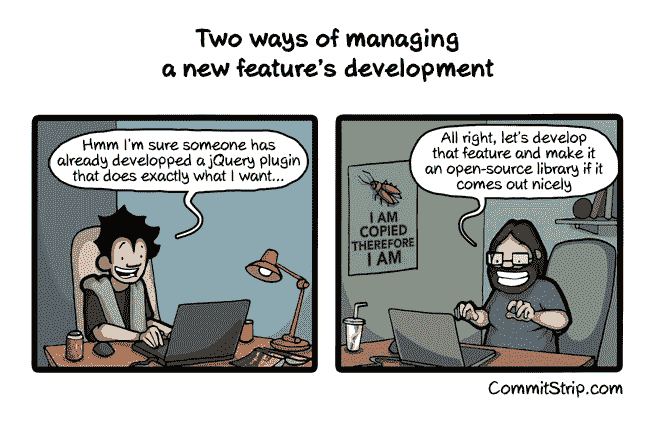 Two ways of managing
a new feature's development
Hmm I'm sure someone has
already developped a jQuery plugin
that does exactly what I want...
All right, let's develop
that feature and make it
an open-source library if it
comes out nicely
I AM
COPIED
THEREFORE
I AM
CommitStrip.com